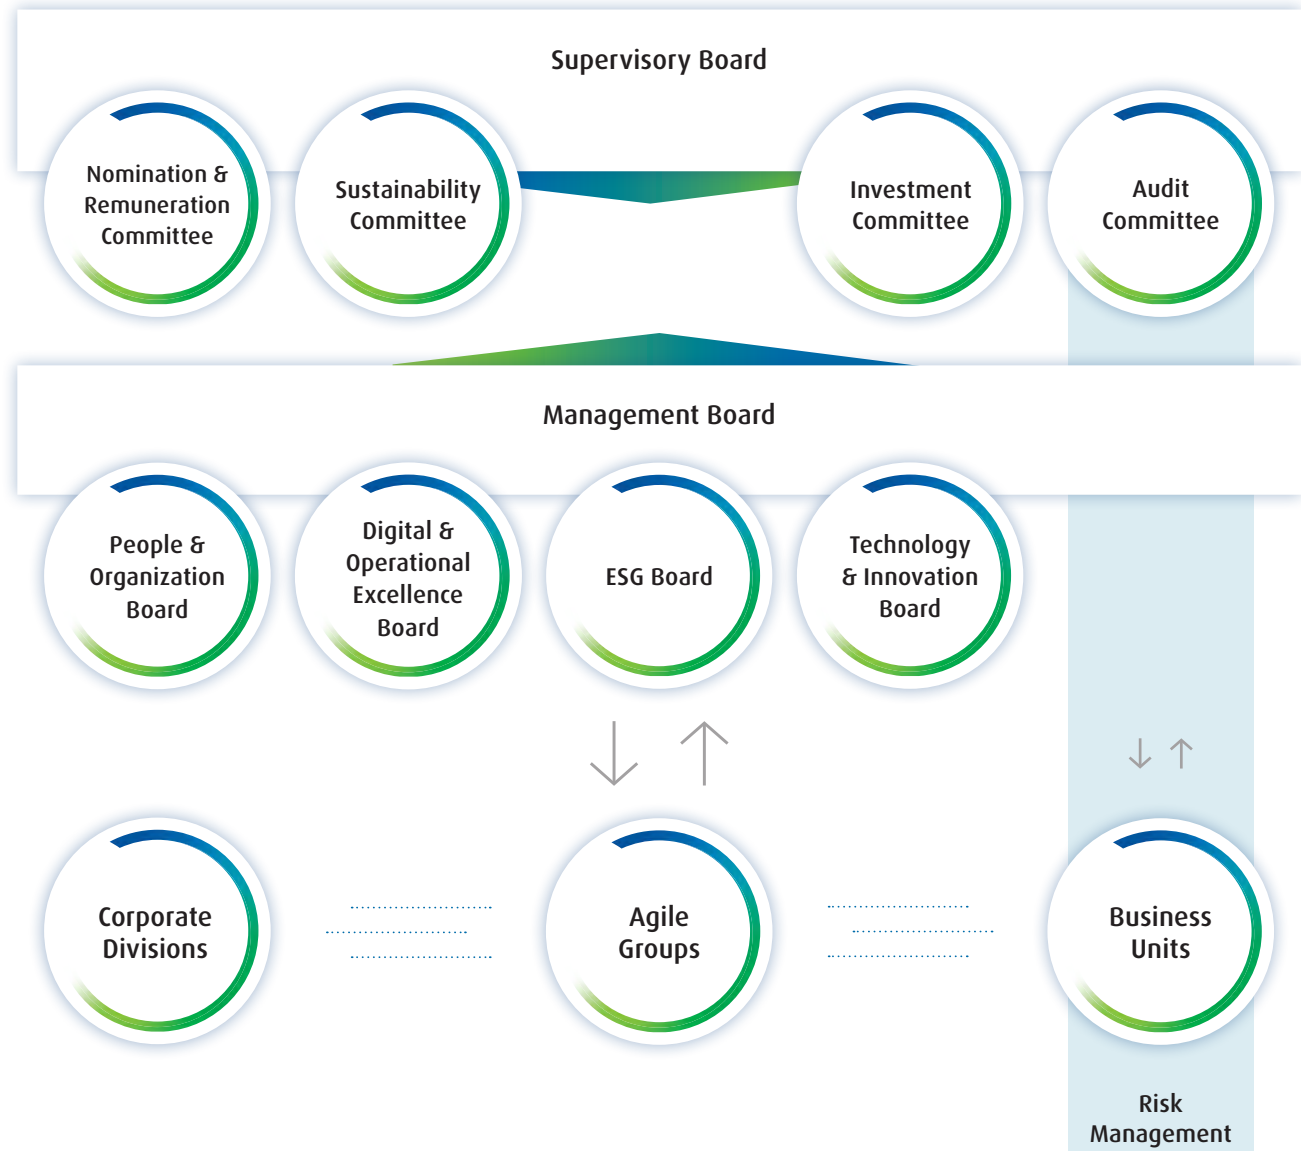 Supervisory Board
Nomination &
Remuneration
Committee
Sustainability
Committee
Investment
Committee
Audit
Committee
Management Board
People &
Organization
Board
Digital &
Operational
Excellence
Board
ESG Board
Technology
& Innovation
Board
Corporate
Divisions
Agile
Groups
Business
Units
Risk
Management